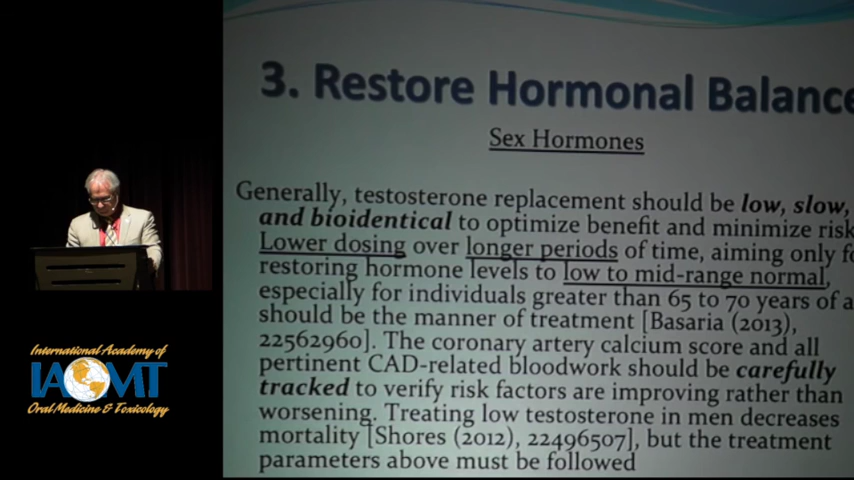 3. Restore Hormonal Balance
Sex Hormones
Generally, testosterone replacement should be low, slow,
and bioidentical to optimize benefit and minimize risk
Lower dosing over longer periods of time, aiming only
restoring hormone levels to low to mid-range normal,
especially for individuals greater than 65 to 70 years of
should be the manner of treatment [Basaria (2013),
22562960]. The coronary artery calcium score and all
pertinent CAD-related bloodwork should be carefully
tracked to verify risk factors are improving rather than
worsening. Treating low testosterone in men decreases
mortality [Shores (2012), 22496507], but the treatment
parameters above must be followed
International Academy of
IAOMT
Oral Medicine & Toxicology